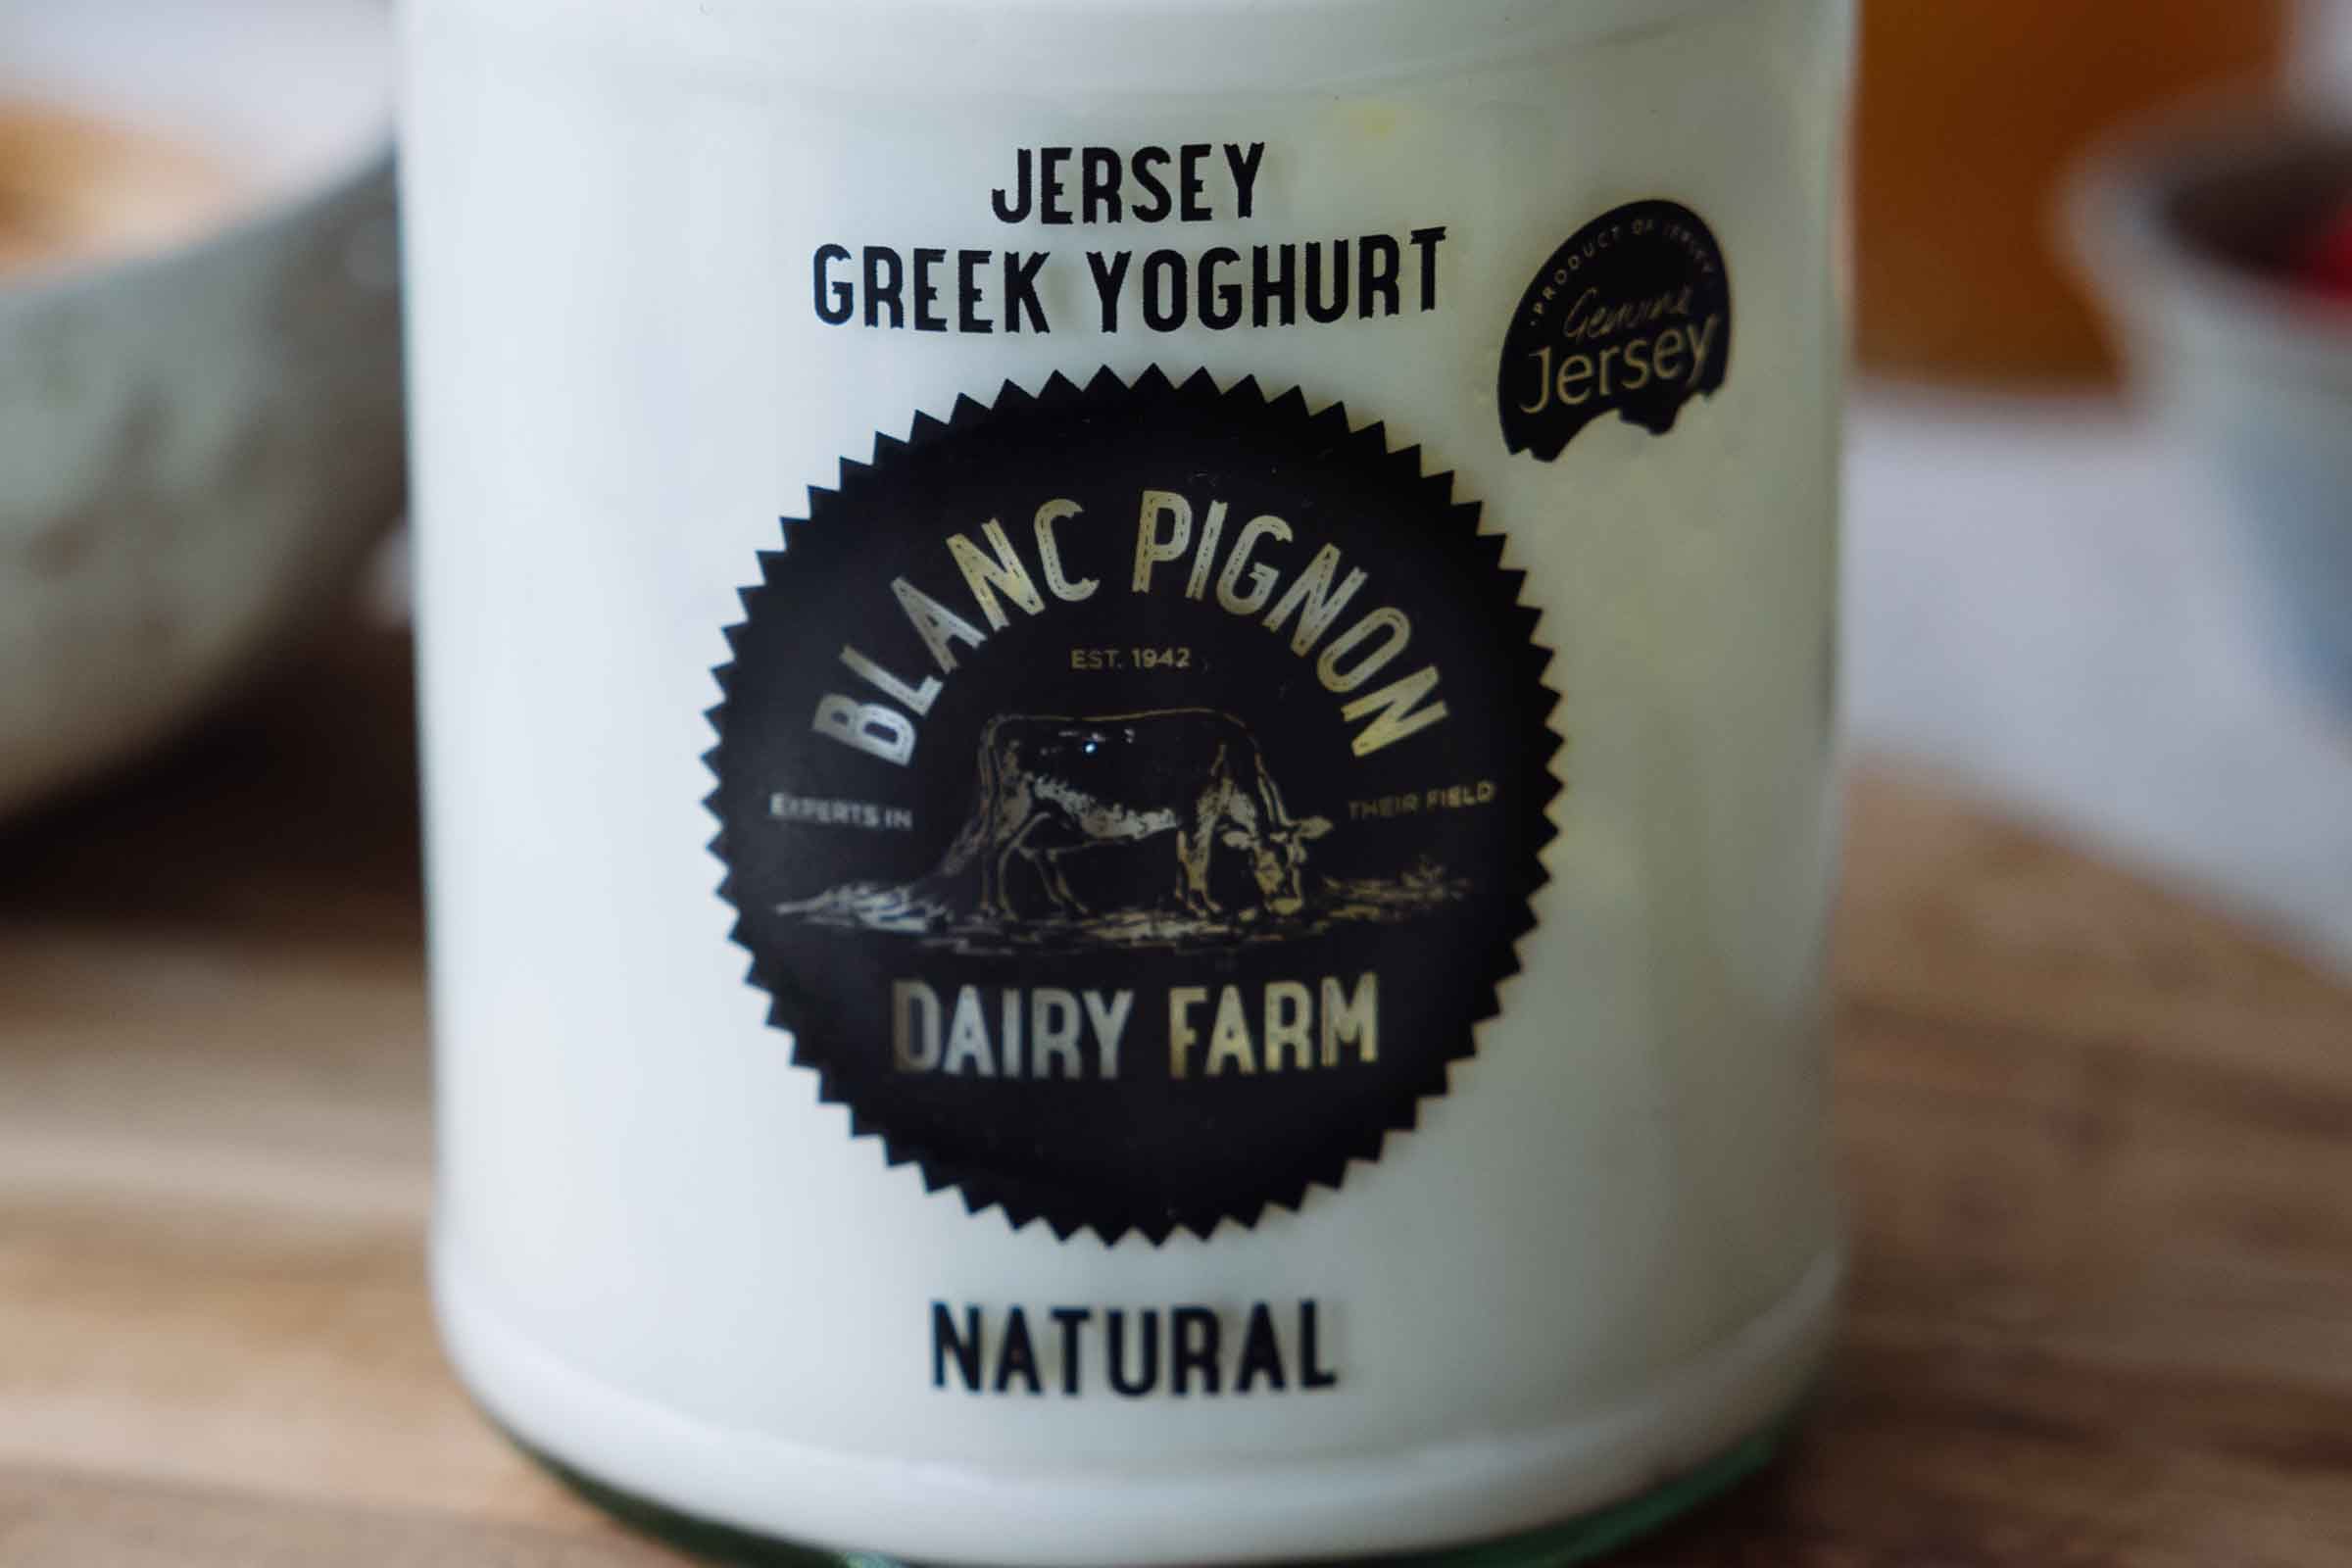 JERSEY
GREEK YOGHURT
• PRODUCT OF JERSEY •
Genuine
Jersey
BLANC PIGNON
EST. 1942
EXPERTS IN
THEIR FIELD
DAIRY FARM
NATURAL